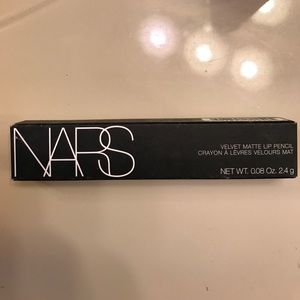 NARS
VELVET MATTE LIP PENCIL
CRAYON À LÈVRES VELOURS MAT
NET WT. 0.08 Oz. 2.4 g